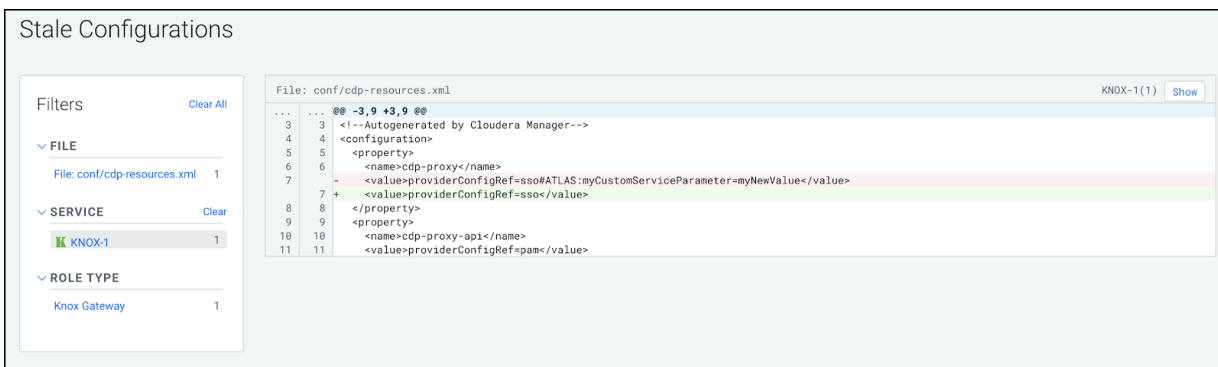 Stale Configurations
Filters Clear All
FILE
File: conf/cdp-resources.xml 1
SERVICE Clear
KNOX-1 1
ROLE TYPE
Knox Gateway 1
File: conf/cdp-resources.xml KNOX-1(1) Show
... ... @@ -3,9 +3,9 @@
3 3 <!--Autogenerated by Cloudera Manager-->
4 4 <configuration>
5 5 <property>
6 6 <name>cdp-proxy</name>
7 - <value>providerConfigRef=sso#ATLAS:myCustomServiceParameter=myNewValue</value>
7 + <value>providerConfigRef=sso</value>
8 8 </property>
9 9 <property>
10 10 <name>cdp-proxy-api</name>
11 11 <value>providerConfigRef=pam</value>